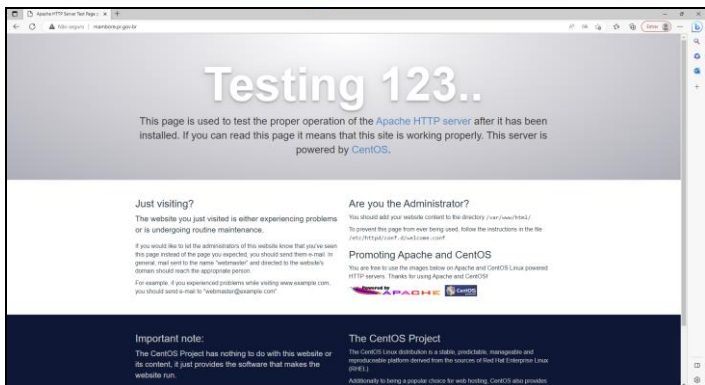 Apache HTTP Server Test Page p
Não seguro
mamborê.pr.gov.br
Testing 123..
This page is used to test the proper operation of the Apache HTTP server after it has been
installed. If you can read this page it means that this site is working properly. This server is
powered by CentOS.
Just visiting?
The website you just visited is either experiencing problems
or is undergoing routine maintenance.
If you would like to let the administrators of this website know that you've seen
this page instead of the page you expected, you should send them e-mail. In
general, mail sent to the name "webmaster" and directed to the website's
domain should reach the appropriate person.
For example, if you experienced problems while visiting www.example.com,
you should send e-mail to "webmaster@example.com"
Are you the Administrator?
You should add your website content to the directory /var/www/html/
To prevent this page from ever being used, follow the instructions in the file
/etc/httpd/conf.d/welcome.conf
Promoting Apache and CentOS
You are free to use the images below on Apache and CentOS Linux powered
HTTP servers. Thanks for using Apache and CentOS!
Powered by
APACHE
CentOS
Important note:
The CentOS Project has nothing to do with this website or
its content, it just provides the software that makes the
website run.
The CentOS Project
The CentOS Linux distribution is a stable, predictable, manageable and
reproduceable platform derived from the sources of Red Hat Enterprise Linux
(RHEL).
Additionally to being a popular choice for web hosting, CentOS also provides